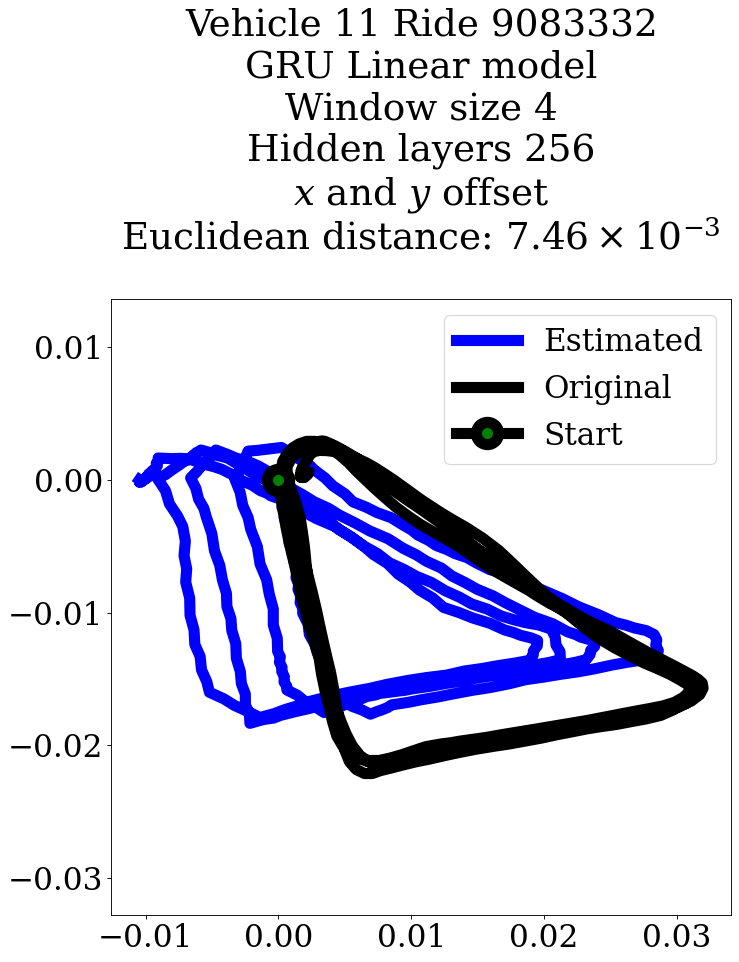 Vehicle 11 Ride 9083332
GRU Linear model
Window size 4
Hidden layers 256
x and y offset
Euclidean distance: 7.46 × 10⁻³
Estimated
Original
Start
0.01
0.00
−0.01
−0.02
−0.03
−0.01 0.00 0.01 0.02 0.03